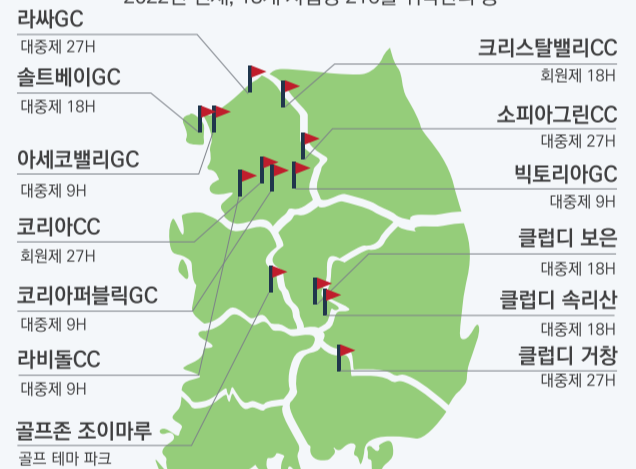 라싸GC
대중제 27H
솔트베이GC
대중제 18H
아세코밸리GC
대중제 9H
코리아CC
회원제 27H
코리아퍼블릭GC
대중제 9H
라비돌CC
대중제 9H
골프존 조이마루
골프 테마 파크
크리스탈밸리CC
회원제 18H
소피아그린CC
대중제 27H
빅토리아GC
대중제 9H
클럽디 보은
대중제 18H
클럽디 속리산
대중제 18H
클럽디 거창
대중제 27H